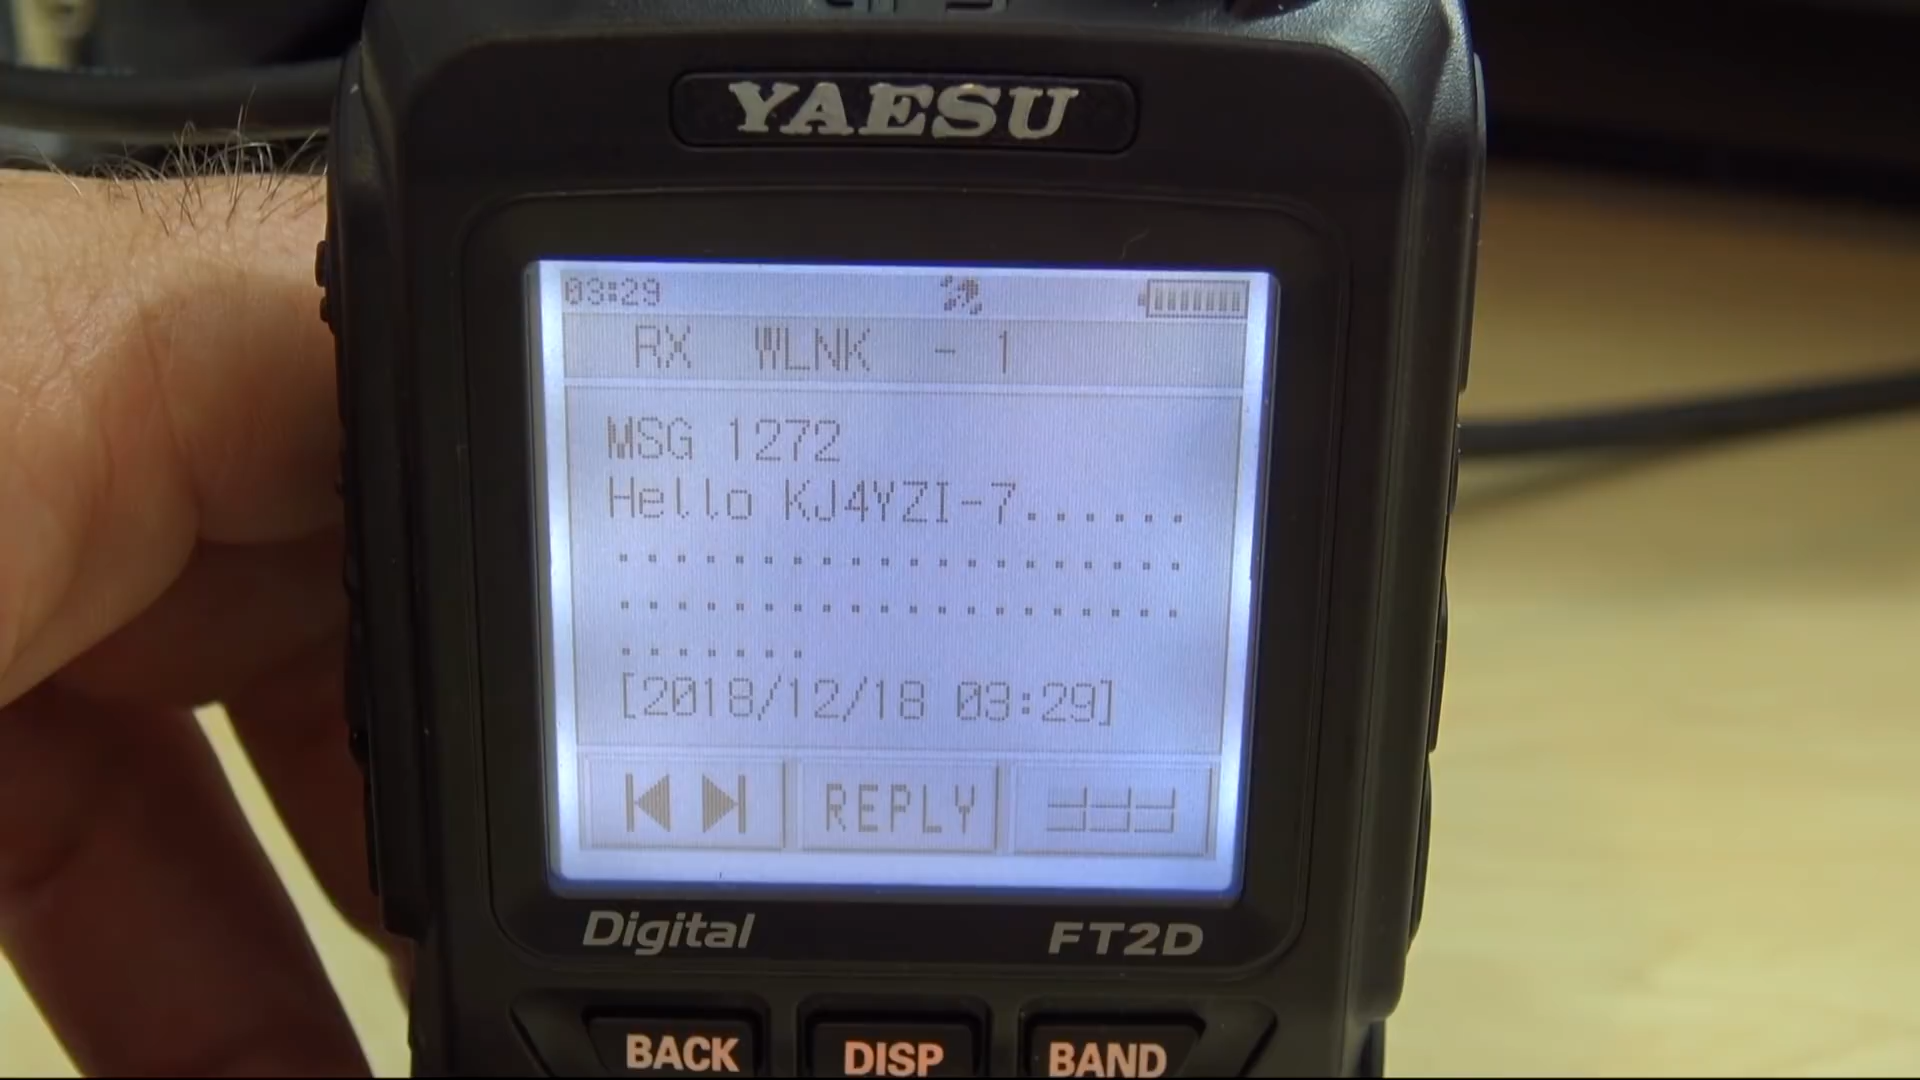 YAESU
03:29
RX WLNK - 1
MSG 1272
Hello KJ4YZI-7......
....................
....................
.......
[2018/12/18 03:29]
REPLY
Digital FT2D
BACK DISP BAND